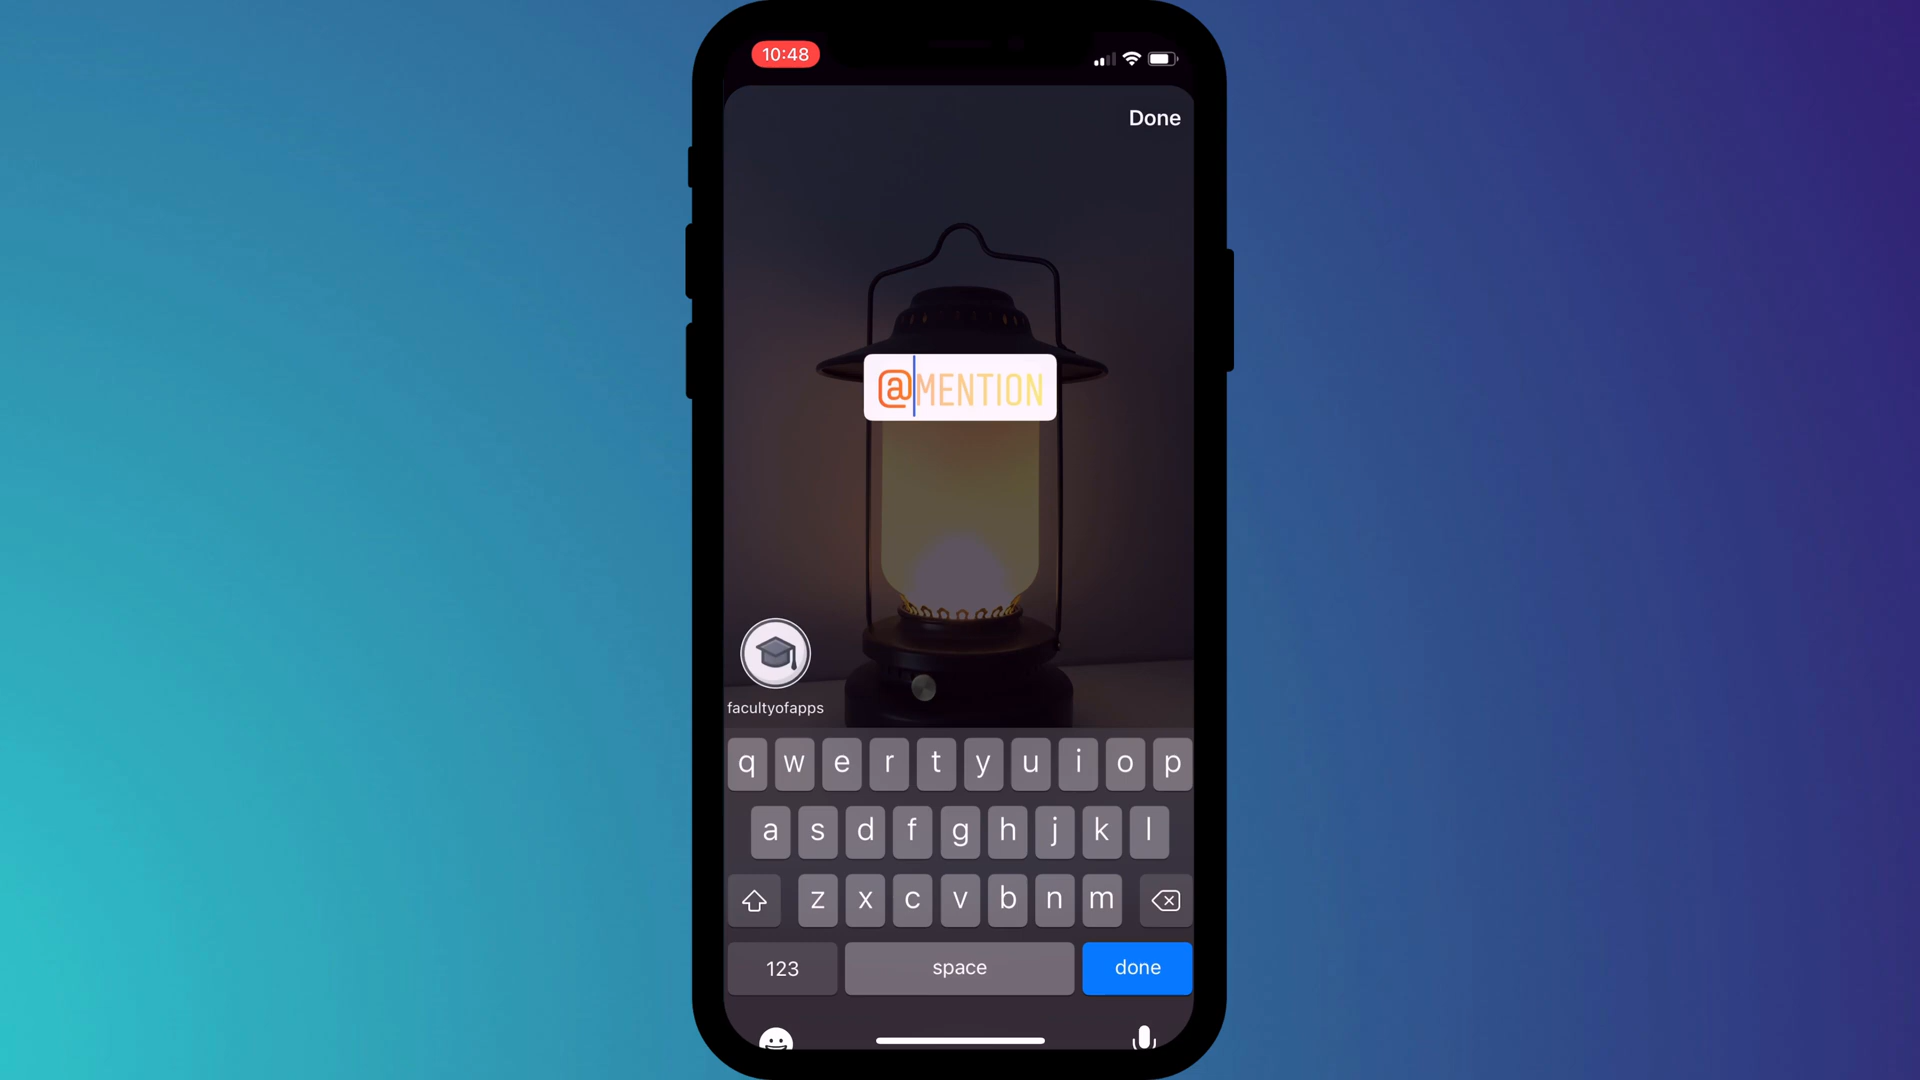 10:48
Done
@MENTION
facultyofapps
q w e r t y u i o p
a s d f g h j k l
z x c v b n m
123 space done